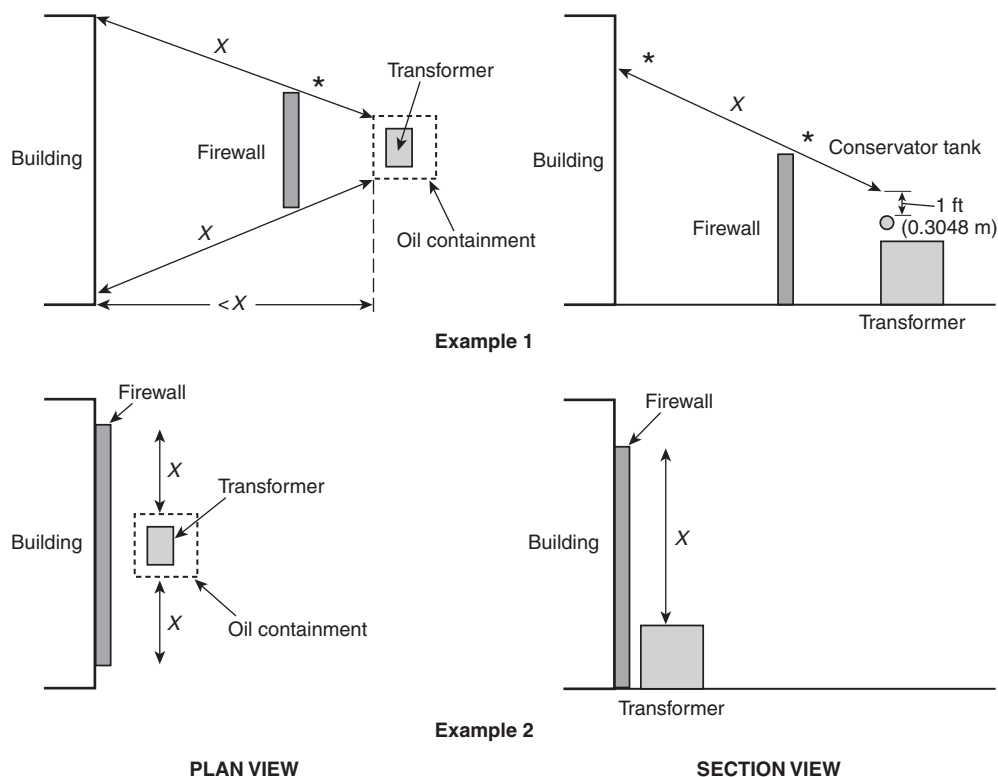 X
*
Transformer
Building
Firewall
X
Oil containment
< X
*
X
*
Conservator tank
Building
1 ft
(0.3048 m)
Firewall
Transformer
Example 1
Firewall
X
Transformer
Building
X
Oil containment
Firewall
Building
X
Transformer
Example 2
PLAN VIEW
SECTION VIEW